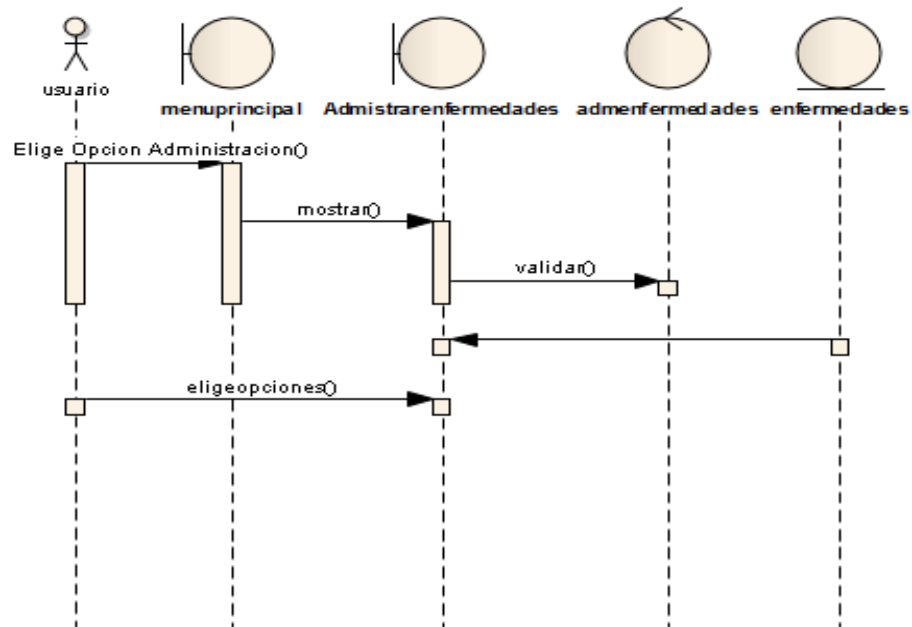 usuario
menuprincipal
Admistrarenfermedades
admenfermedades
enfermedades
Elige Opcion Administracion()
mostrar()
validar()
eligeopciones()